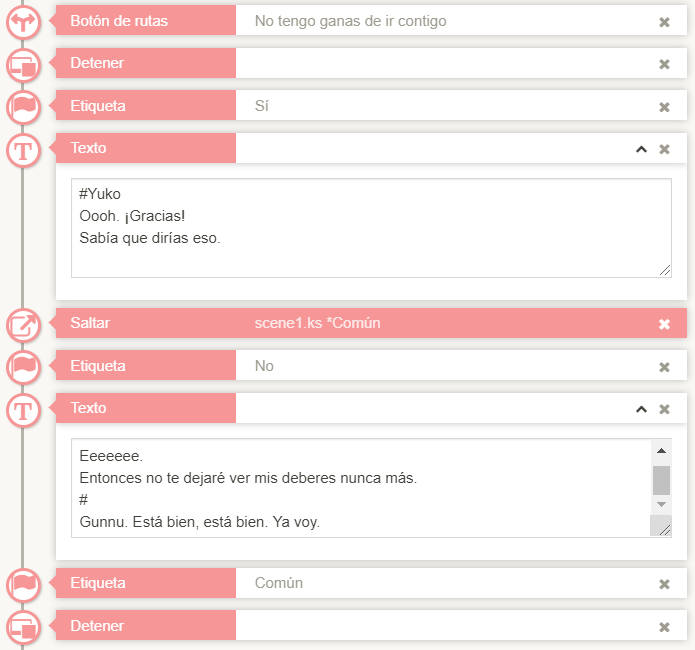 Botón de rutas No tengo ganas de ir contigo
Detener
Etiqueta Sí
T Texto
#Yuko
Oooh. ¡Gracias!
Sabía que dirías eso.
Saltar scene1.ks *Común
Etiqueta No
T Texto
Eeeeeee.
Entonces no te dejaré ver mis deberes nunca más.
#
Gunnu. Está bien, está bien. Ya voy.
Etiqueta Común
Detener